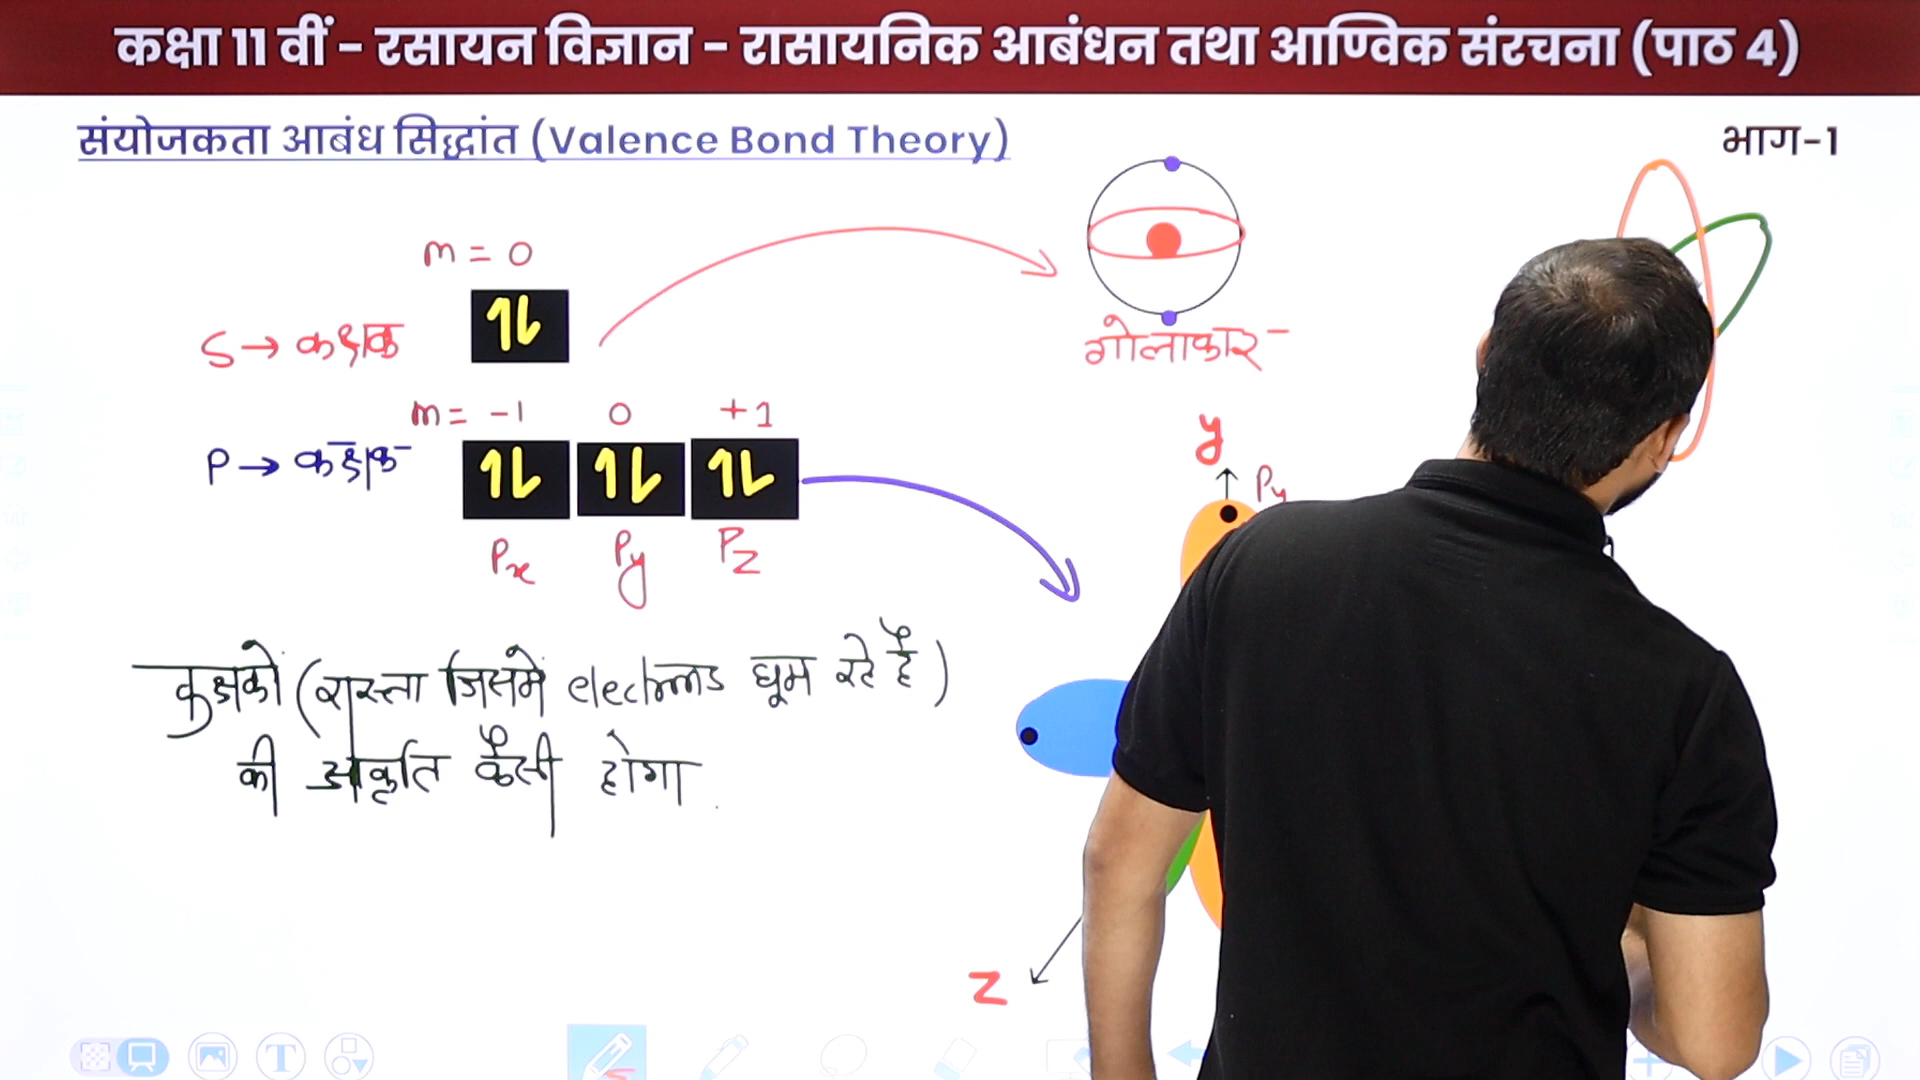 कक्षा 11 वीं - रसायन विज्ञान - रासायनिक आबंधन तथा आण्विक संरचना (पाठ 4)
संयोजकता आबंध सिद्धांत (Valence Bond Theory)
भाग-1
m = 0
S → कक्षक
गोलाकार
m = -1 0 +1
P → कक्षक
Px Py Pz
y
Py
कक्षकों (रास्ता जिसमें electrons घूम रहे हैं)
की आकृति कैसी होगा
z
T